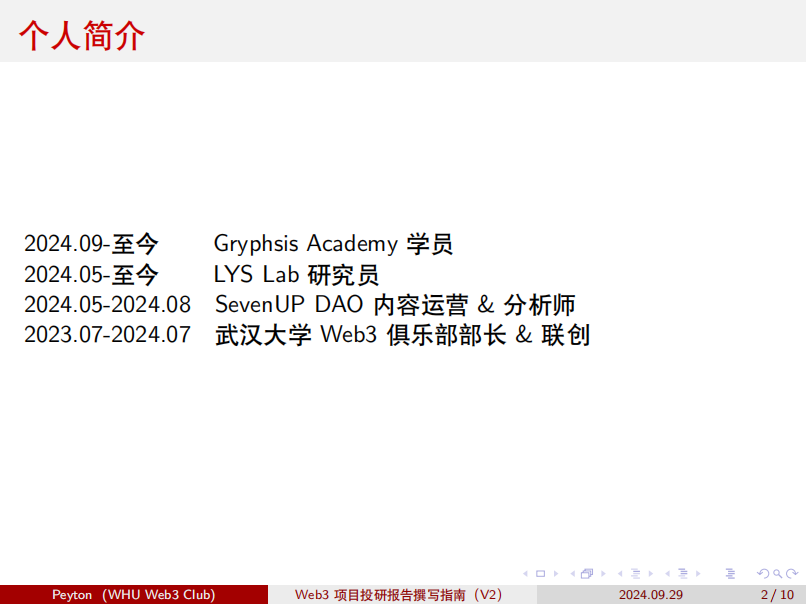 个人简介
2024.09-至今 Gryphsis Academy 学员
2024.05-至今 LYS Lab 研究员
2024.05-2024.08 SevenUP DAO 内容运营 & 分析师
2023.07-2024.07 武汉大学 Web3 俱乐部部长 & 联创
Peyton （WHU Web3 Club） Web3 项目投研报告撰写指南（V2） 2024.09.29 2 / 10